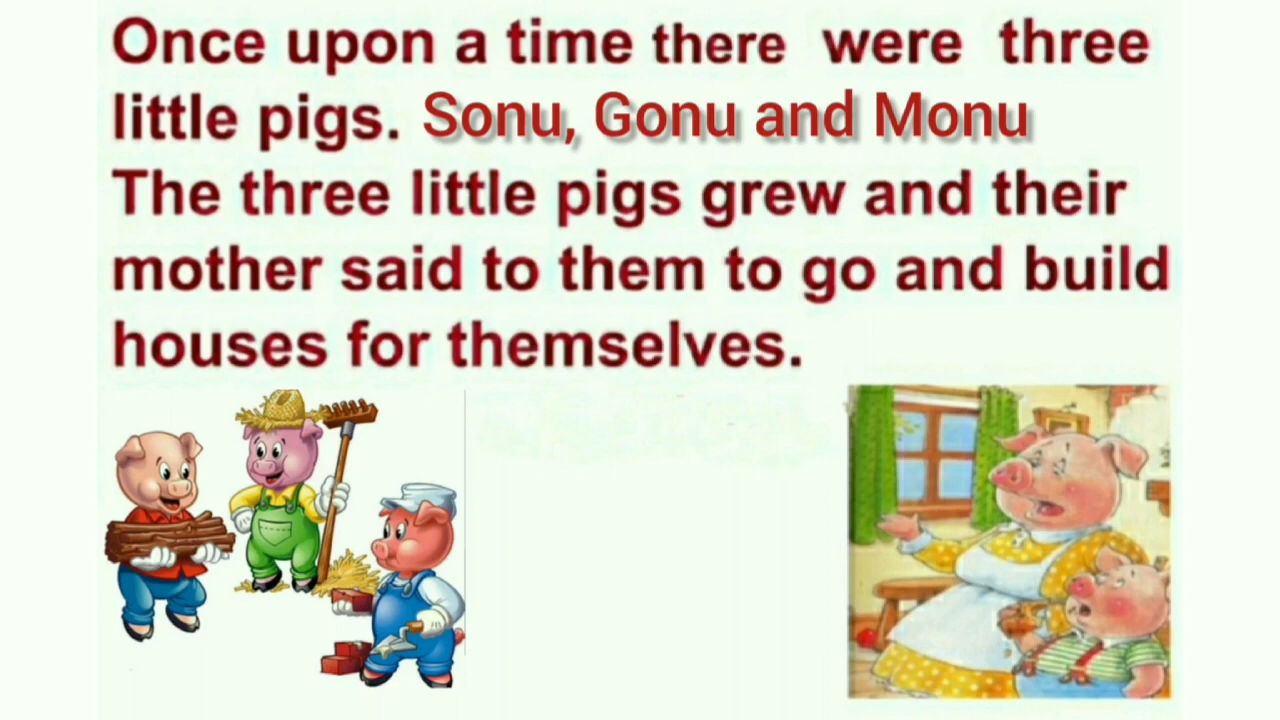 Once upon a time there were three
little pigs. Sonu, Gonu and Monu
The three little pigs grew and their
mother said to them to go and build
houses for themselves.